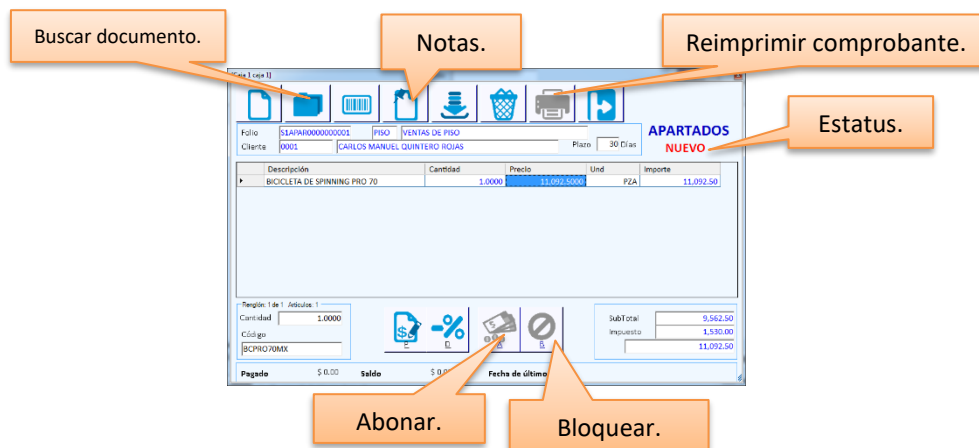 Buscar documento.
Notas.
Reimprimir comprobante.
Estatus.
[Caja 1 caja 1]
Folio S1APAR0000000001 PISO VENTAS DE PISO
APARTADOS
Cliente 0001 CARLOS MANUEL QUINTERO ROJAS Plazo 30 Días
NUEVO
Descripción Cantidad Precio Und Importe
BICICLETA DE SPINNING PRO 70 1.0000 11,092.5000 PZA 11,092.50
Renglón: 1 de 1 Artículos: 1
Cantidad 1.0000
Código
BCPRO70MX
P. D. A. B.
SubTotal 9,562.50
Impuesto 1,530.00
11,092.50
Pagado $ 0.00 Saldo $ 0.0 Fecha de último
Abonar.
Bloquear.